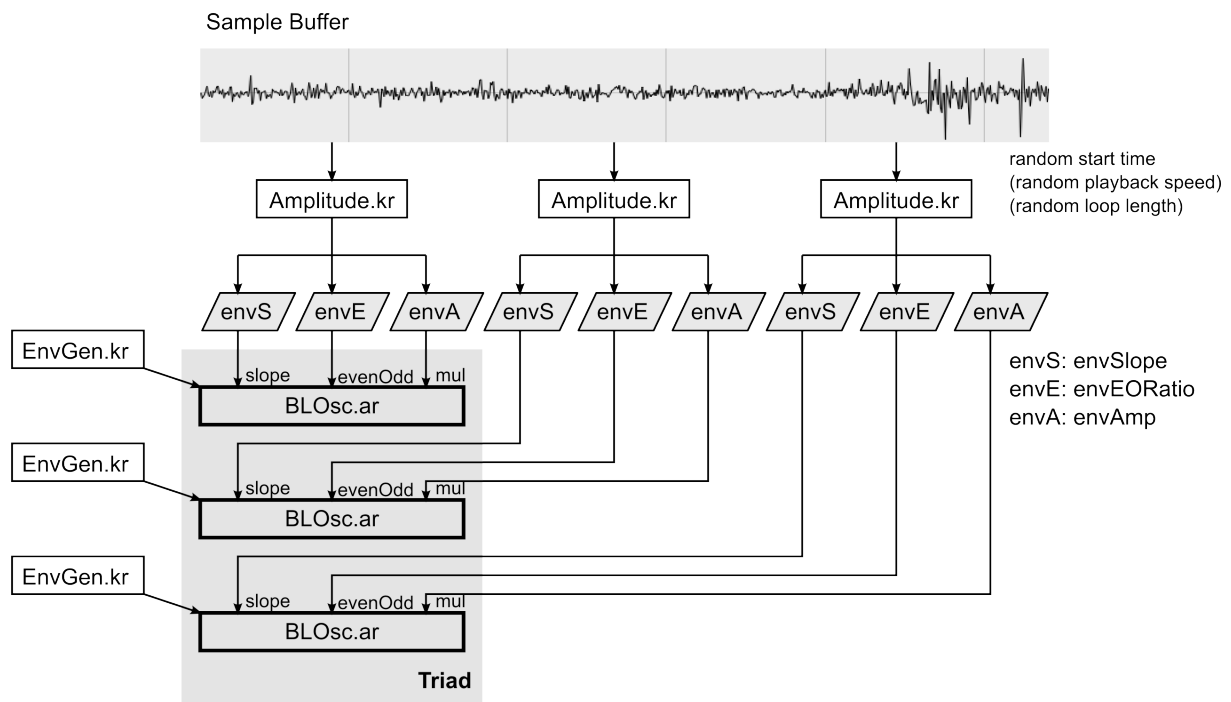 Sample Buffer
random start time
(random playback speed)
(random loop length)
Amplitude.kr Amplitude.kr Amplitude.kr
envS envE envA envS envE envA envS envE envA
EnvGen.kr
slope evenOdd mul
BLOsc.ar
envS: envSlope
envE: envEORatio
envA: envAmp
EnvGen.kr
slope evenOdd mul
BLOsc.ar
EnvGen.kr
slope evenOdd mul
BLOsc.ar
Triad